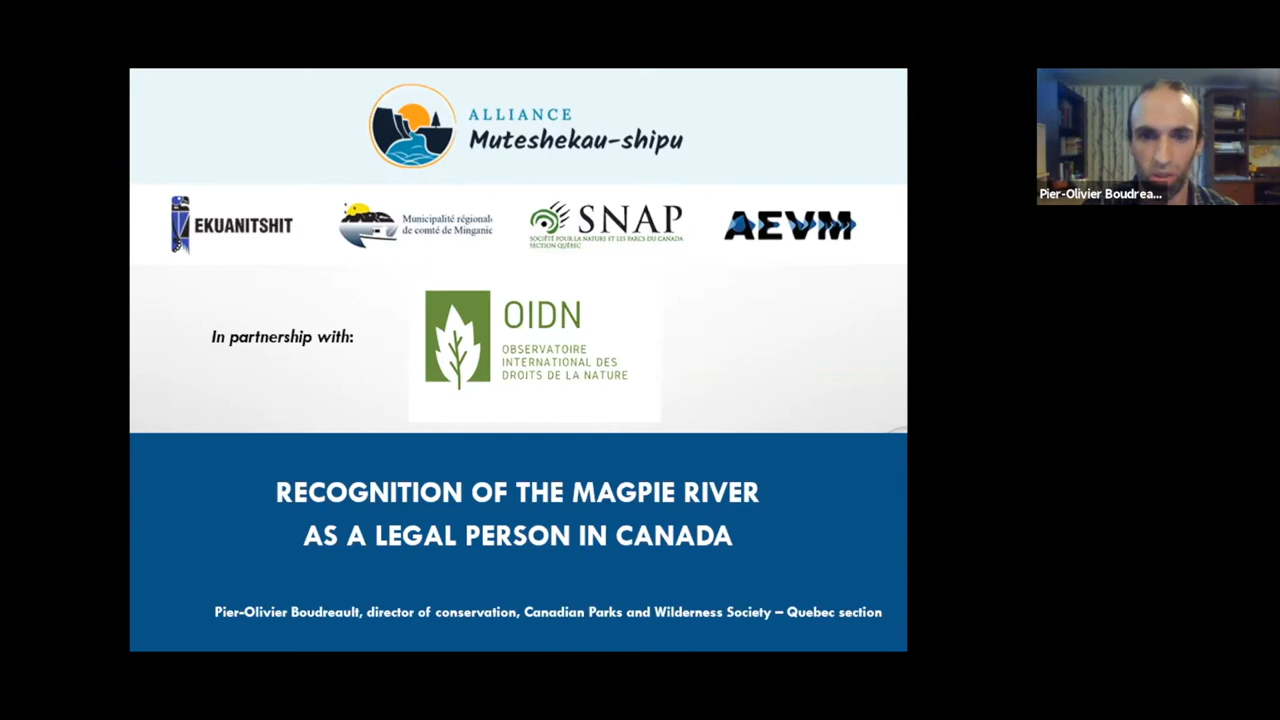 ALLIANCE
Muteshekau-shipu
EKUANITSHIT
Municipalité régionale
de comté de Minganie
SNAP
SOCIÉTÉ POUR LA NATURE ET LES PARCS DU CANADA
SECTION QUÉBEC
AEVM
In partnership with:
OIDN
OBSERVATOIRE
INTERNATIONAL DES
DROITS DE LA NATURE
RECOGNITION OF THE MAGPIE RIVER
AS A LEGAL PERSON IN CANADA
Pier-Olivier Boudreault, director of conservation, Canadian Parks and Wilderness Society – Quebec section
Pier-Olivier Boudrea...